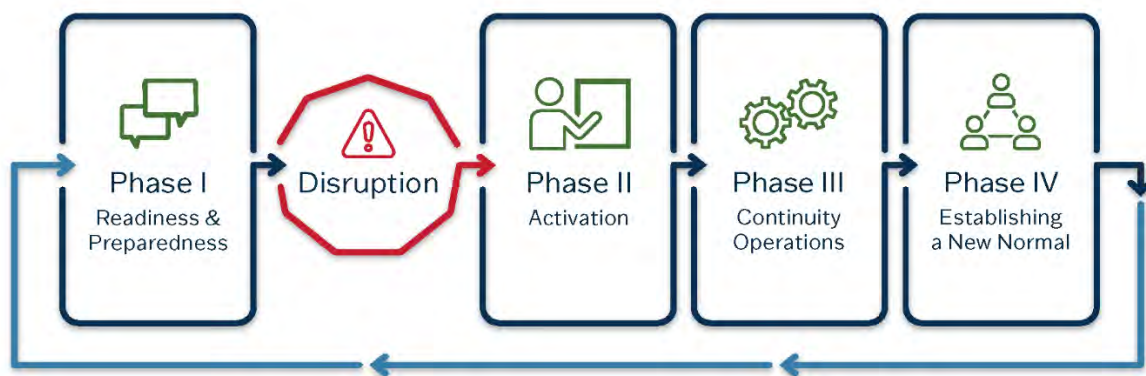 Phase I
Readiness &
Preparedness
Disruption
Phase II
Activation
Phase III
Continuity
Operations
Phase IV
Establishing
a New Normal